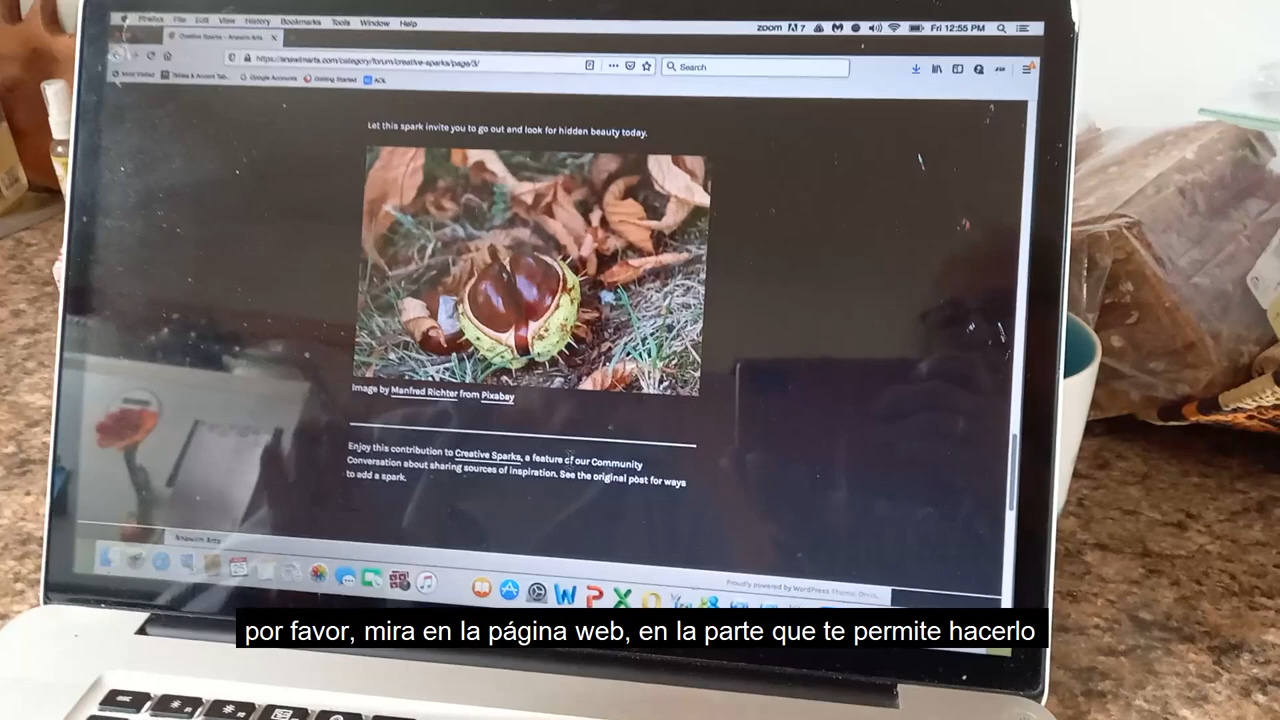 Firefox File Edit View History Bookmarks Tools Window Help
zoom 7 Fri 12:55 PM
Creative Sparks - Anawim Arts
https://anawimarts.com/category/forum/creative-sparks/page/3/
Search
Most Visited Tables & Accent Tab... Google Accounts Getting Started AOL
Let this spark invite you to go out and look for hidden beauty today.
Image by Manfred Richter from Pixabay
Enjoy this contribution to Creative Sparks, a feature of our Community
Conversation about sharing sources of inspiration. See the original post for ways
to add a spark.
Anawim Arts
Proudly powered by WordPress Theme: Orvis.
por favor, mira en la página web, en la parte que te permite hacerlo